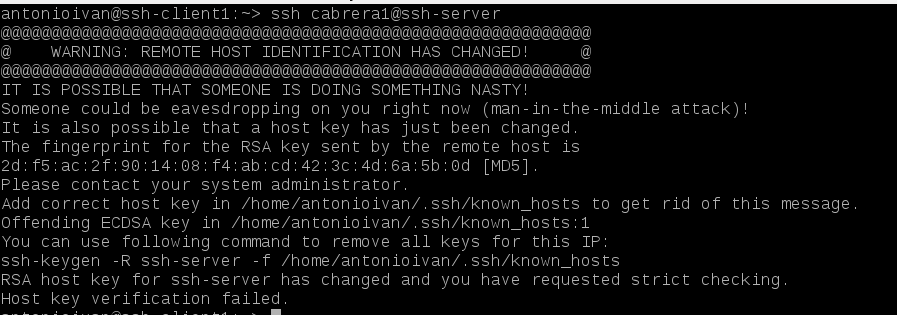 antonioivan@ssh-client1:~> ssh cabrera1@ssh-server
@@@@@@@@@@@@@@@@@@@@@@@@@@@@@@@@@@@@@@@@@@@@@@@@@@@@@@@@@@@
@    WARNING: REMOTE HOST IDENTIFICATION HAS CHANGED!     @
@@@@@@@@@@@@@@@@@@@@@@@@@@@@@@@@@@@@@@@@@@@@@@@@@@@@@@@@@@@
IT IS POSSIBLE THAT SOMEONE IS DOING SOMETHING NASTY!
Someone could be eavesdropping on you right now (man-in-the-middle attack)!
It is also possible that a host key has just been changed.
The fingerprint for the RSA key sent by the remote host is
2d:f5:ac:2f:90:14:08:f4:ab:cd:42:3c:4d:6a:5b:0d [MD5].
Please contact your system administrator.
Add correct host key in /home/antonioivan/.ssh/known_hosts to get rid of this message.
Offending ECDSA key in /home/antonioivan/.ssh/known_hosts:1
You can use following command to remove all keys for this IP:
ssh-keygen -R ssh-server -f /home/antonioivan/.ssh/known_hosts
RSA host key for ssh-server has changed and you have requested strict checking.
Host key verification failed.
antonioivan@ssh-client1:~>